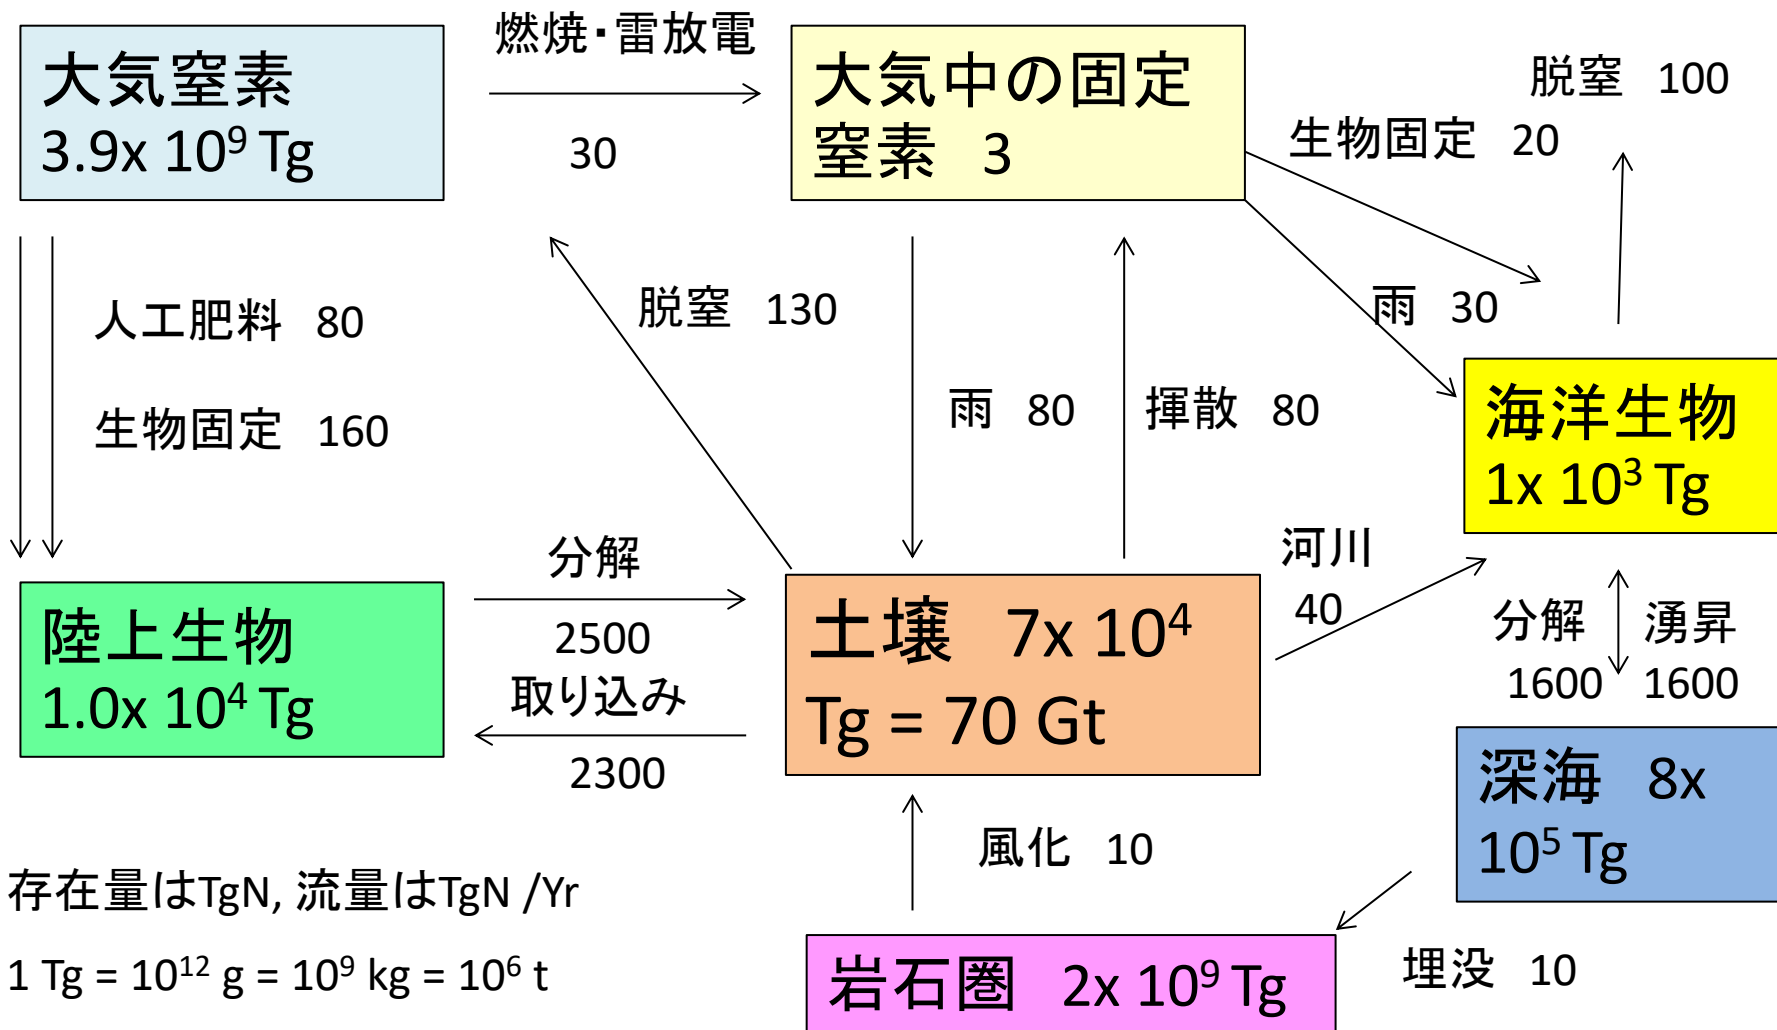 大気窒素
3.9x 10⁹ Tg
燃焼・雷放電
30
大気中の固定
窒素 3
脱窒 100
生物固定 20
雨 30
人工肥料 80
生物固定 160
脱窒 130
雨 80
揮散 80
海洋生物
1x 10³ Tg
陸上生物
1.0x 10⁴ Tg
分解
2500
取り込み
2300
土壌 7x 10⁴
Tg = 70 Gt
河川
40
分解
1600
湧昇
1600
深海 8x
10⁵ Tg
風化 10
岩石圏 2x 10⁹ Tg
埋没 10
存在量はTgN, 流量はTgN /Yr
1 Tg = 10¹² g = 10⁹ kg = 10⁶ t